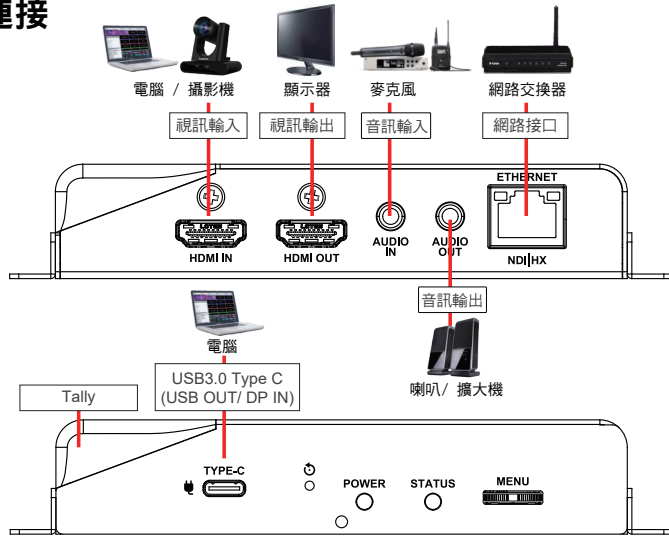 連接
電腦 / 攝影機
顯示器
麥克風
網路交換器
視訊輸入
視訊輸出
音訊輸入
網路接口
ETHERNET
HDMI IN
HDMI OUT
AUDIO
IN
AUDIO
OUT
NDI|HX
音訊輸出
電腦
喇叭/ 擴大機
Tally
USB3.0 Type C
(USB OUT/ DP IN)
TYPE-C
POWER
STATUS
MENU